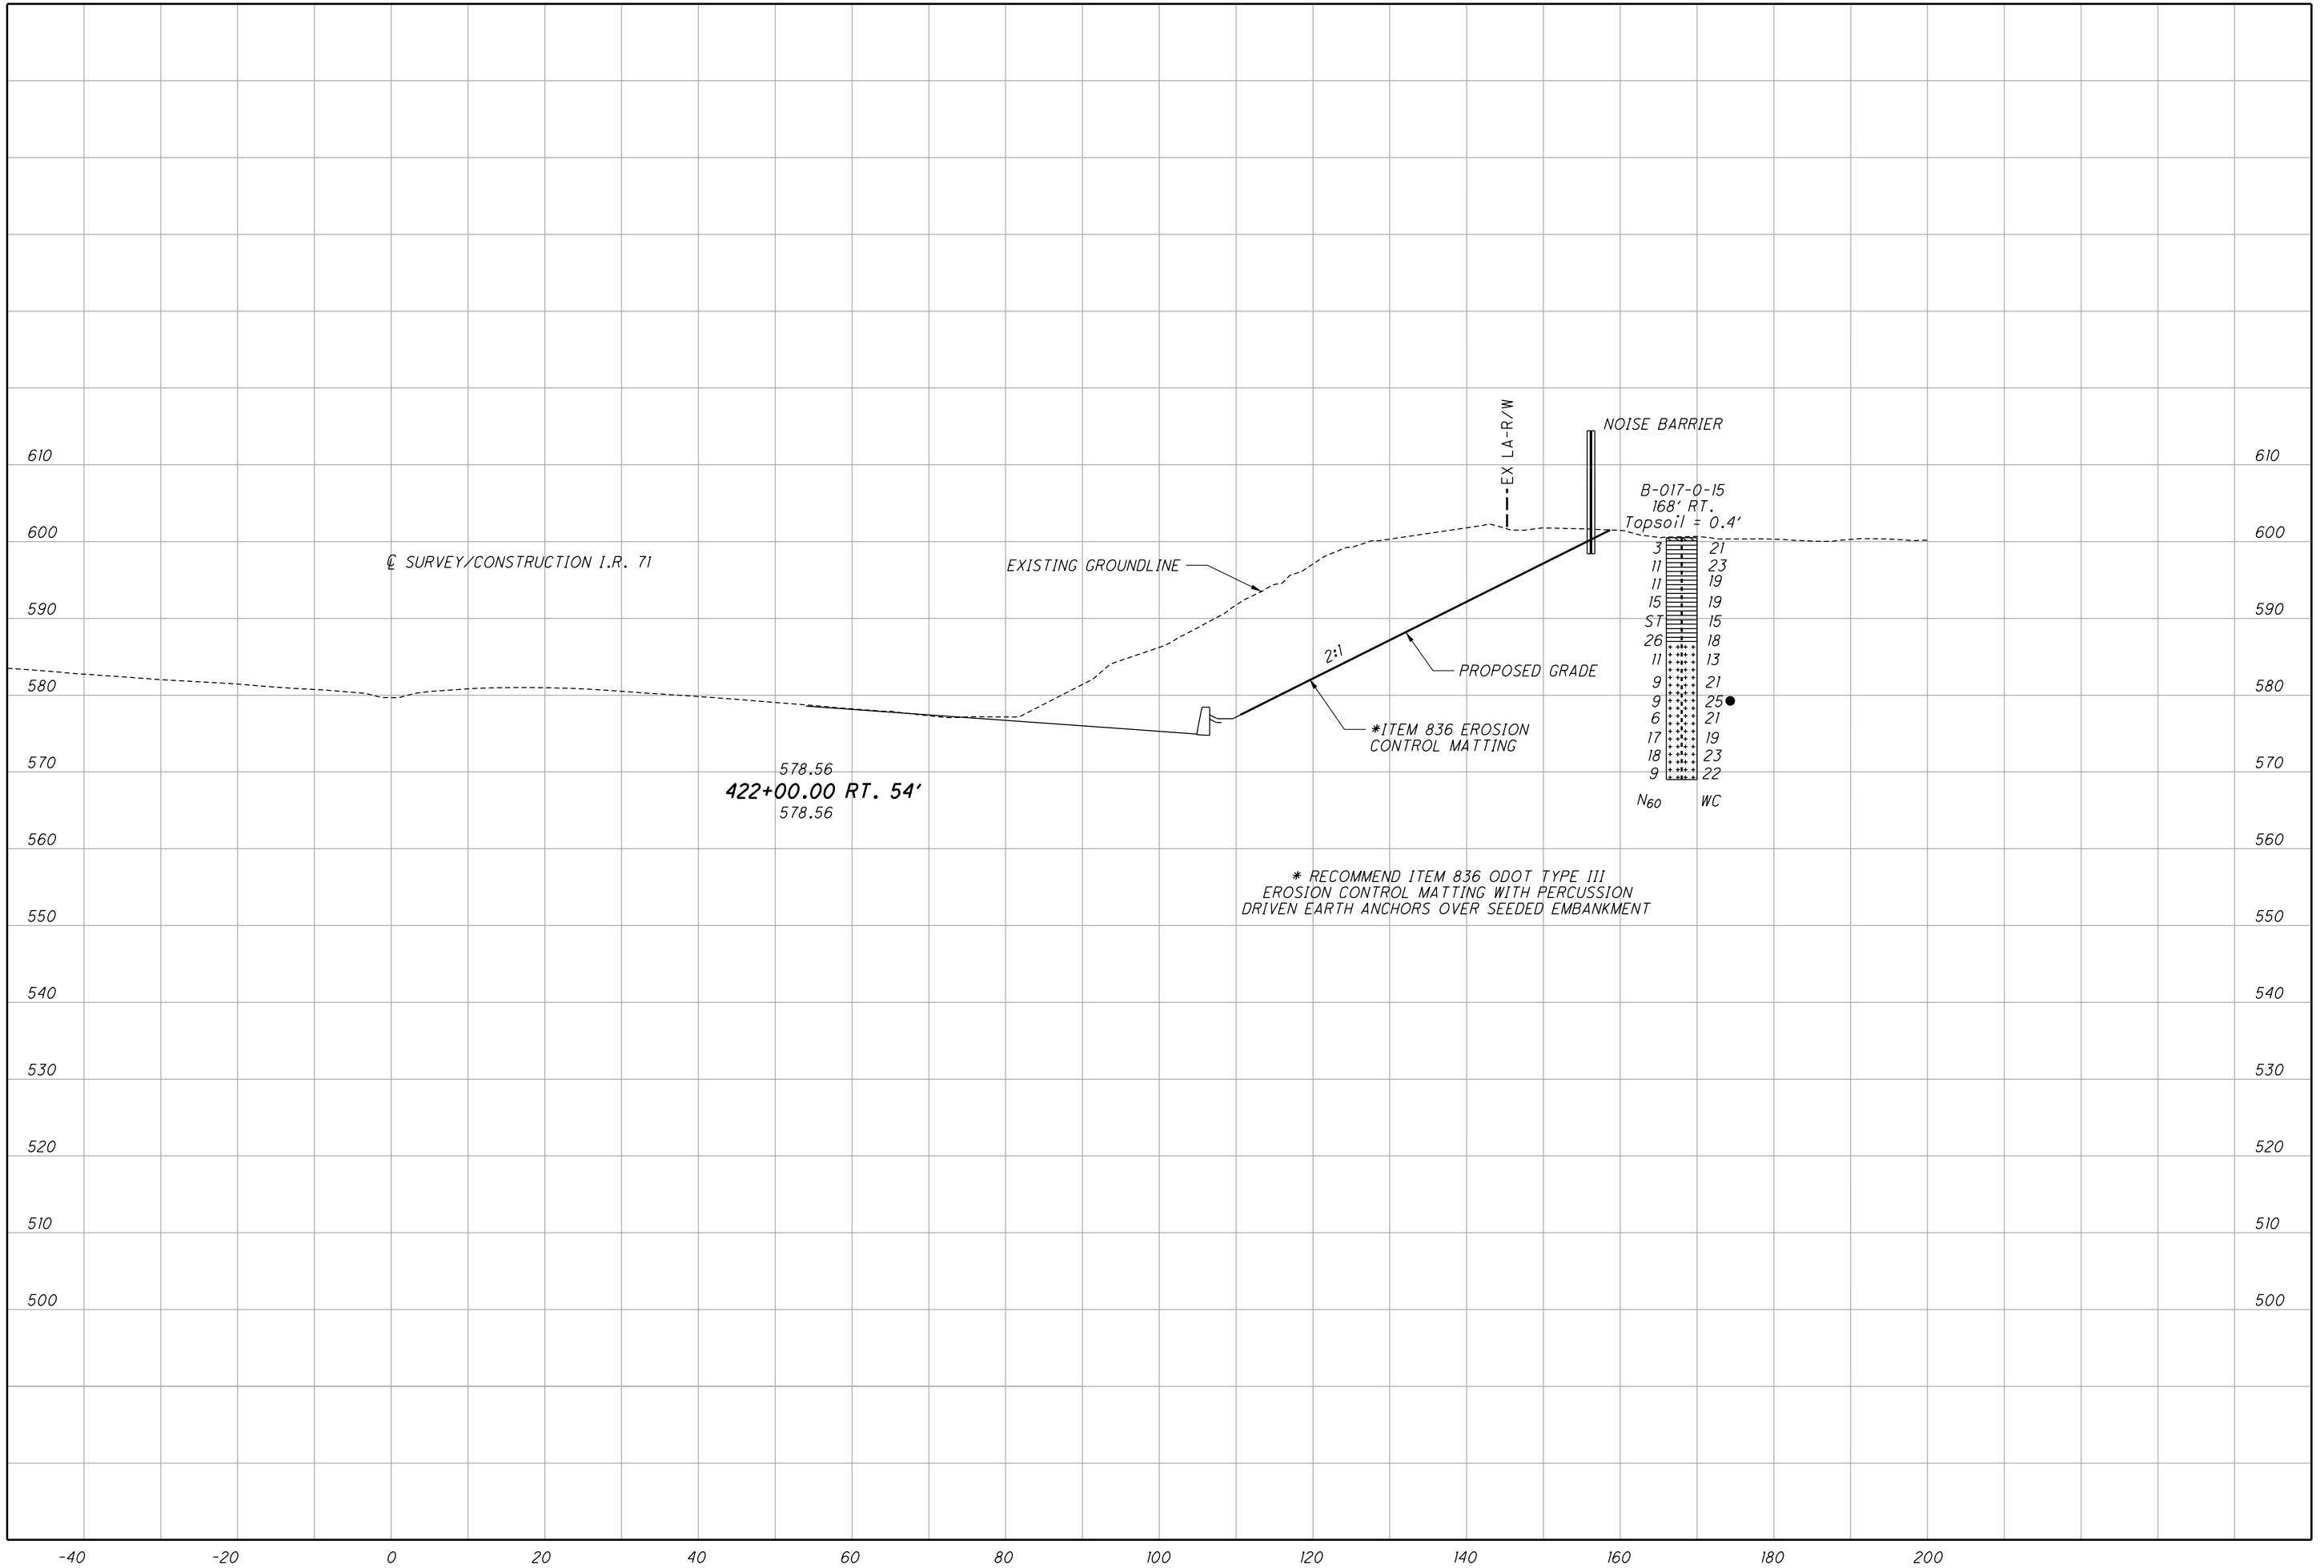 EX LA-R/W
NOISE BARRIER
610 610
B-017-0-15
168' RT.
Topsoil = 0.4'
600 600
3 21
℄ SURVEY/CONSTRUCTION I.R. 71
EXISTING GROUNDLINE
11 23
11 19
15 19
590 590
ST 15
26 18
2:1
11 13
PROPOSED GRADE
9 21
580 580
9 25
6 21
*ITEM 836 EROSION
CONTROL MATTING
17 19
18 23
570 570
9 22
578.56
422+00.00 RT. 54'
578.56
N60 WC
560 560
* RECOMMEND ITEM 836 ODOT TYPE III
EROSION CONTROL MATTING WITH PERCUSSION
DRIVEN EARTH ANCHORS OVER SEEDED EMBANKMENT
550 550
540 540
530 530
520 520
510 510
500 500
-40 -20 0 20 40 60 80 100 120 140 160 180 200